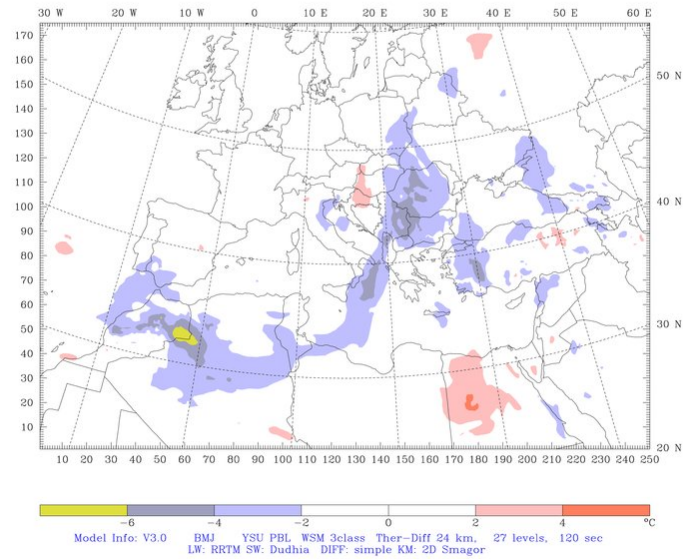 30 W 20 W 10 W 0 10 E 20 E 30 E 40 E 50 E 60 E
170
160
150
140
130
120
110
100
90
80
70
60
50
40
30
20
10
50 N
40 N
30 N
20 N
10 20 30 40 50 60 70 80 90 100 110 120 130 140 150 160 170 180 190 200 210 220 230 240 250
-6 -4 -2 0 2 4 °C
Model Info: V3.0 BMJ YSU PBL WSM 3class Ther-Diff 24 km, 27 levels, 120 sec
LW: RRTM SW: Dudhia DIFF: simple KM: 2D Smagor